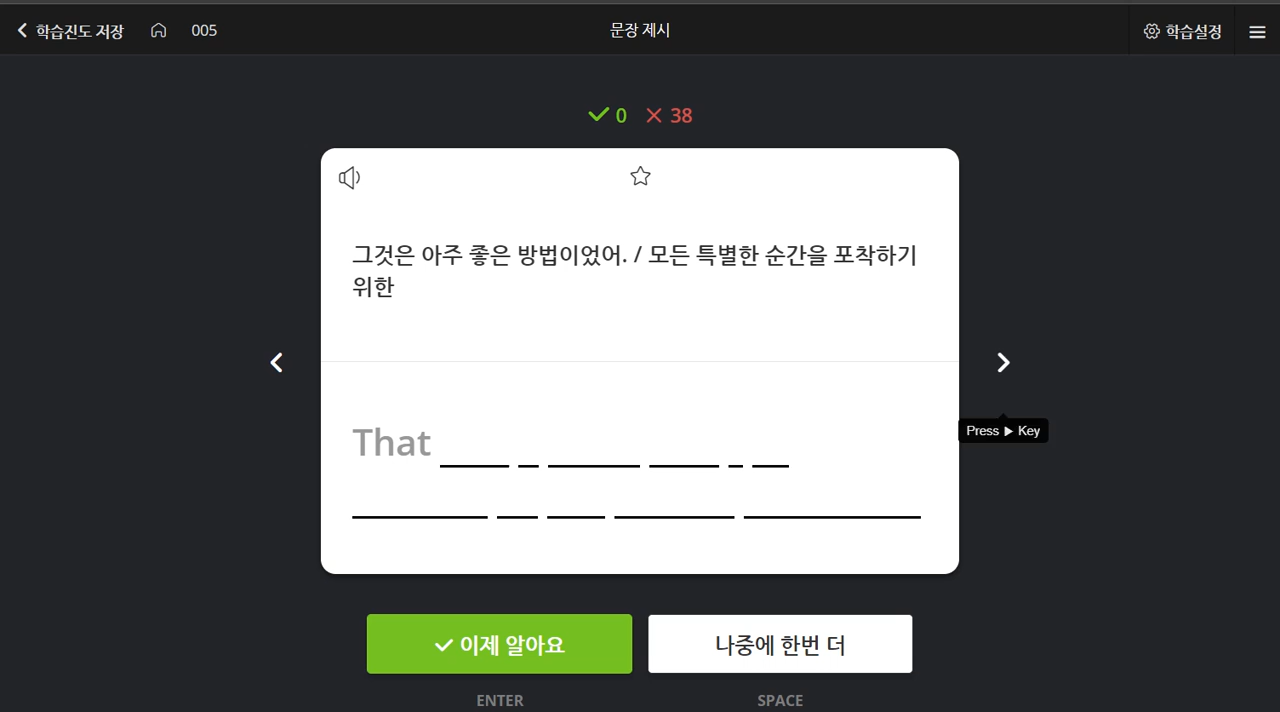 학습진도 저장 005 문장 제시 학습설정
0 38
그것은 아주 좋은 방법이었어. / 모든 특별한 순간을 포착하기
위한
That
Press ▶ Key
이제 알아요 나중에 한번 더
ENTER SPACE